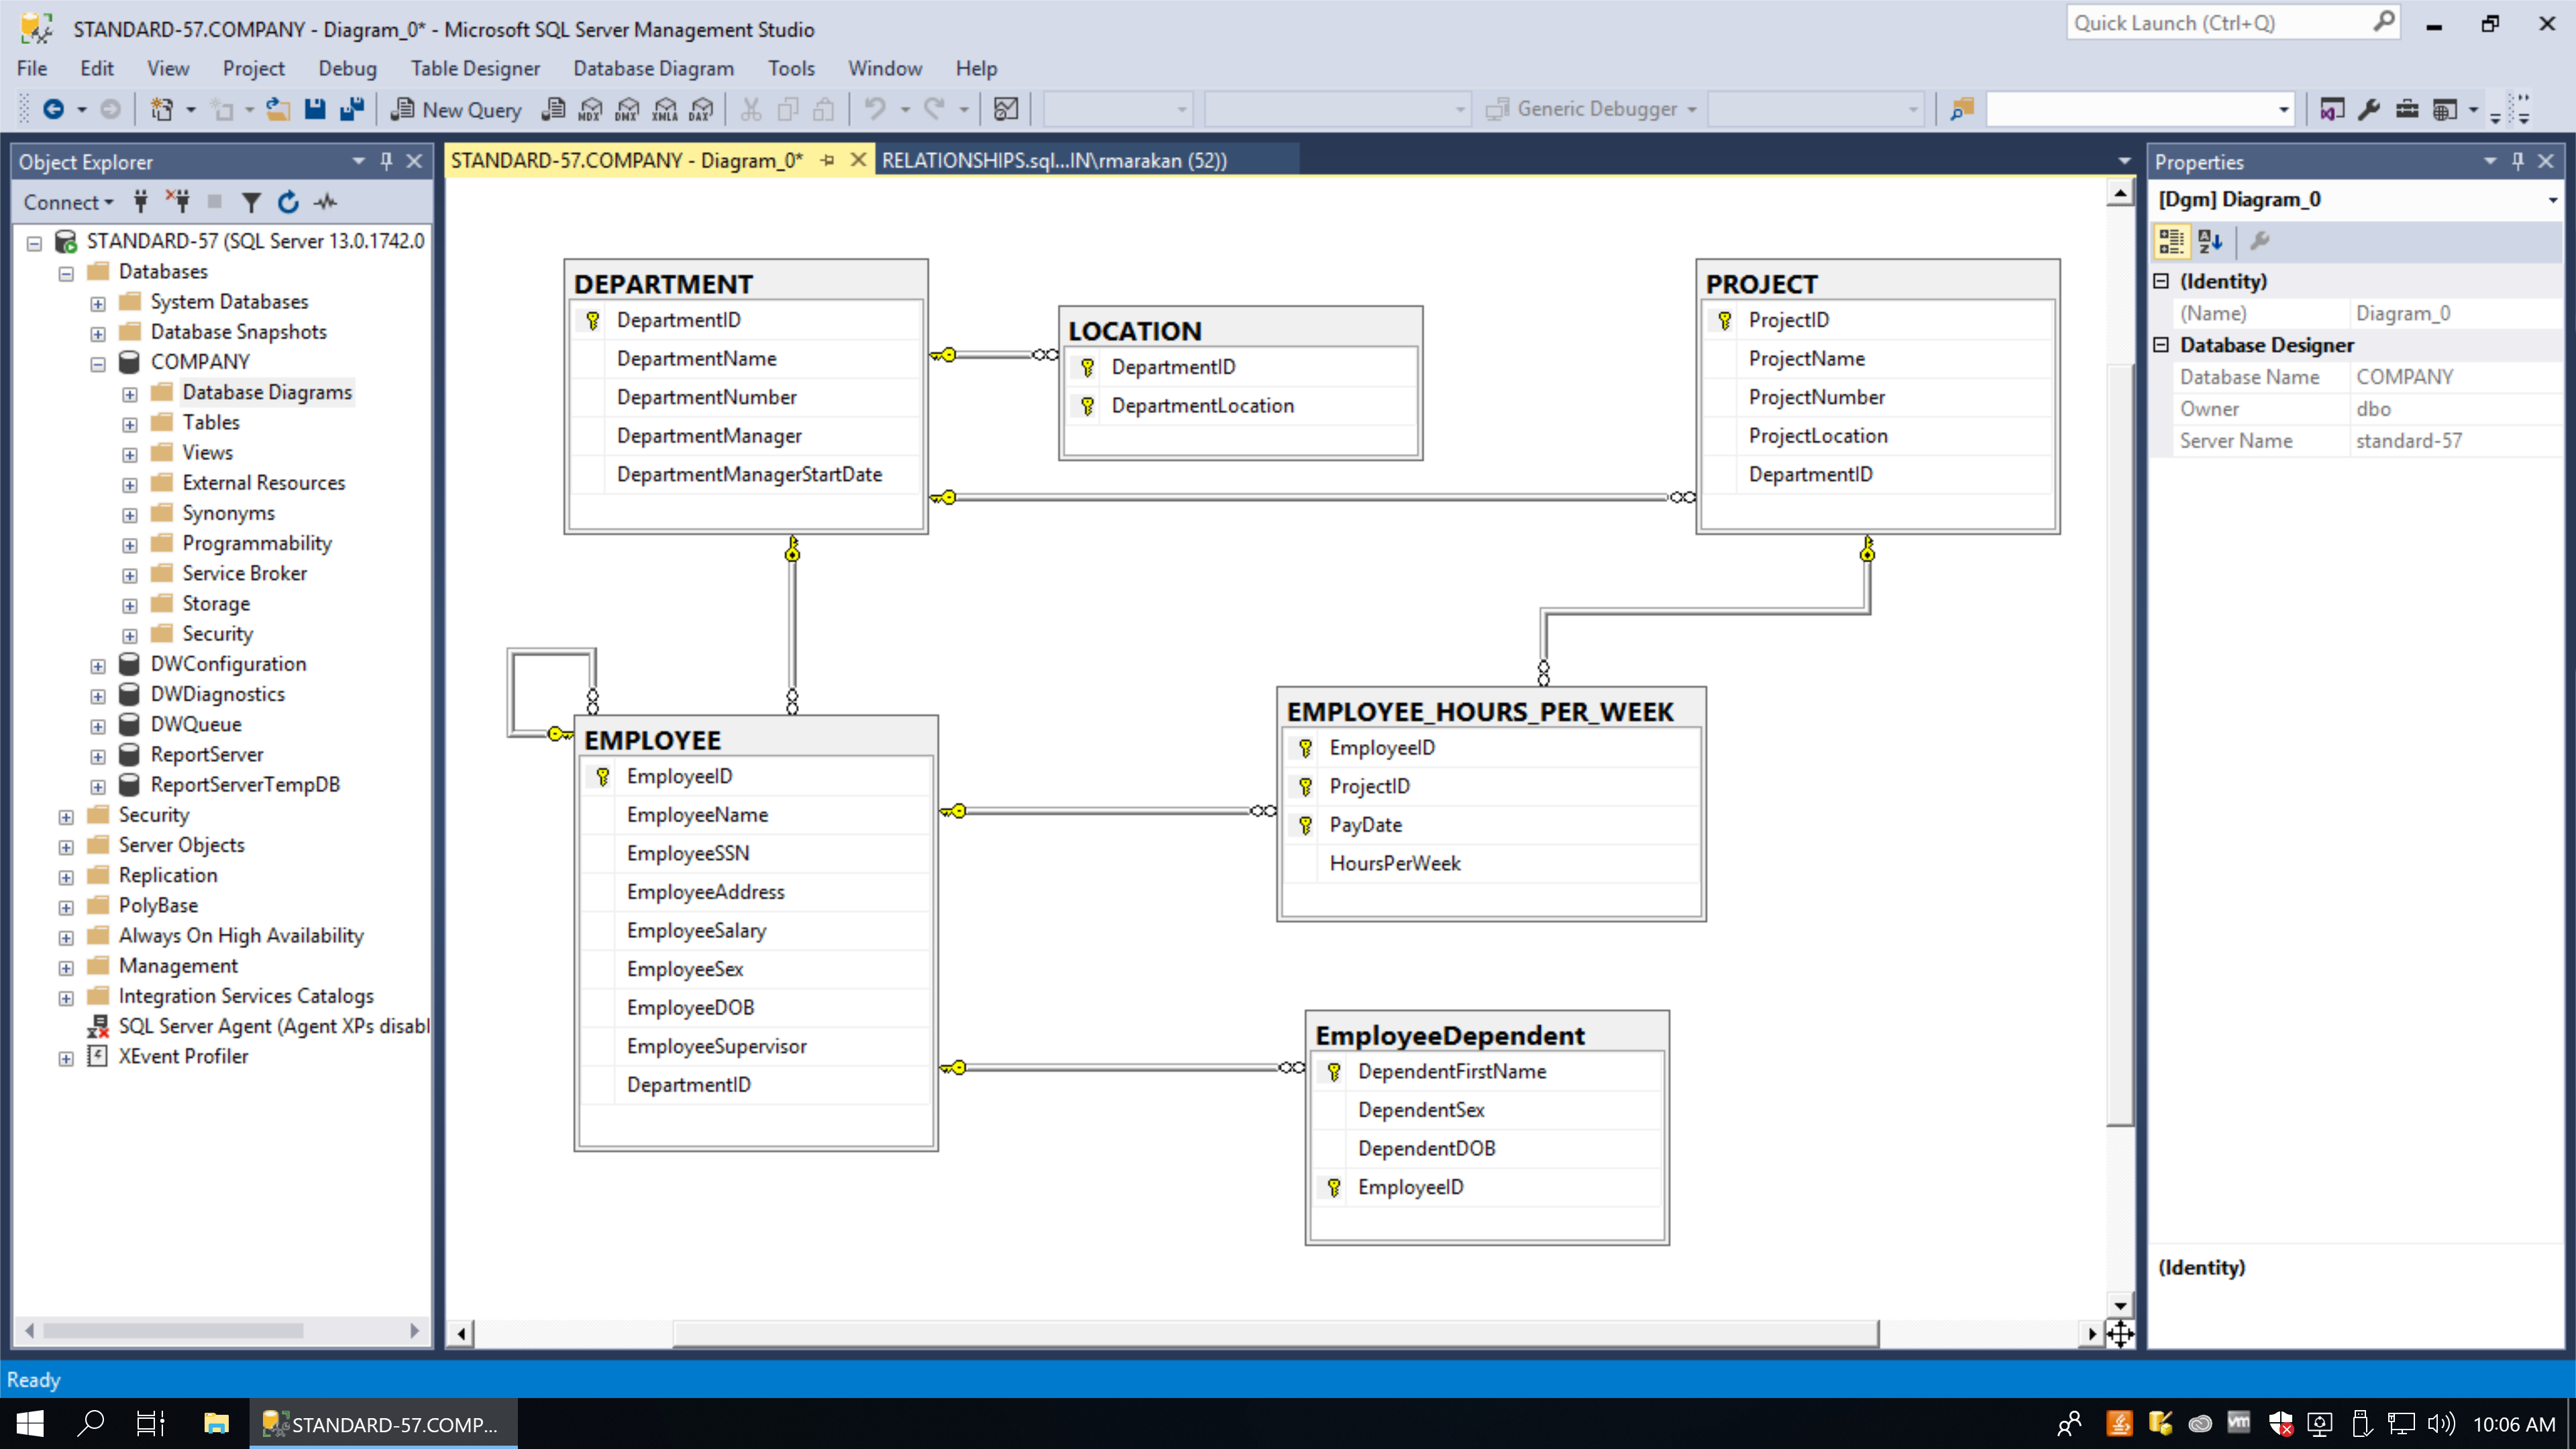 STANDARD-57.COMPANY - Diagram_0* - Microsoft SQL Server Management Studio
Quick Launch (Ctrl+Q)
File Edit View Project Debug Table Designer Database Diagram Tools Window Help
New Query MDX DMX XMLA DAX Generic Debugger
Object Explorer
Connect
STANDARD-57 (SQL Server 13.0.1742.0
Databases
System Databases
Database Snapshots
COMPANY
Database Diagrams
Tables
Views
External Resources
Synonyms
Programmability
Service Broker
Storage
Security
DWConfiguration
DWDiagnostics
DWQueue
ReportServer
ReportServerTempDB
Security
Server Objects
Replication
PolyBase
Always On High Availability
Management
Integration Services Catalogs
SQL Server Agent (Agent XPs disabl
XEvent Profiler
STANDARD-57.COMPANY - Diagram_0* RELATIONSHIPS.sql...IN\rmarakan (52))
DEPARTMENT
DepartmentID
DepartmentName
DepartmentNumber
DepartmentManager
DepartmentManagerStartDate
LOCATION
DepartmentID
DepartmentLocation
PROJECT
ProjectID
ProjectName
ProjectNumber
ProjectLocation
DepartmentID
EMPLOYEE
EmployeeID
EmployeeName
EmployeeSSN
EmployeeAddress
EmployeeSalary
EmployeeSex
EmployeeDOB
EmployeeSupervisor
DepartmentID
EMPLOYEE_HOURS_PER_WEEK
EmployeeID
ProjectID
PayDate
HoursPerWeek
EmployeeDependent
DependentFirstName
DependentSex
DependentDOB
EmployeeID
Properties
[Dgm] Diagram_0
(Identity)
(Name) Diagram_0
Database Designer
Database Name COMPANY
Owner dbo
Server Name standard-57
(Identity)
Ready
STANDARD-57.COMP...
vm
10:06 AM